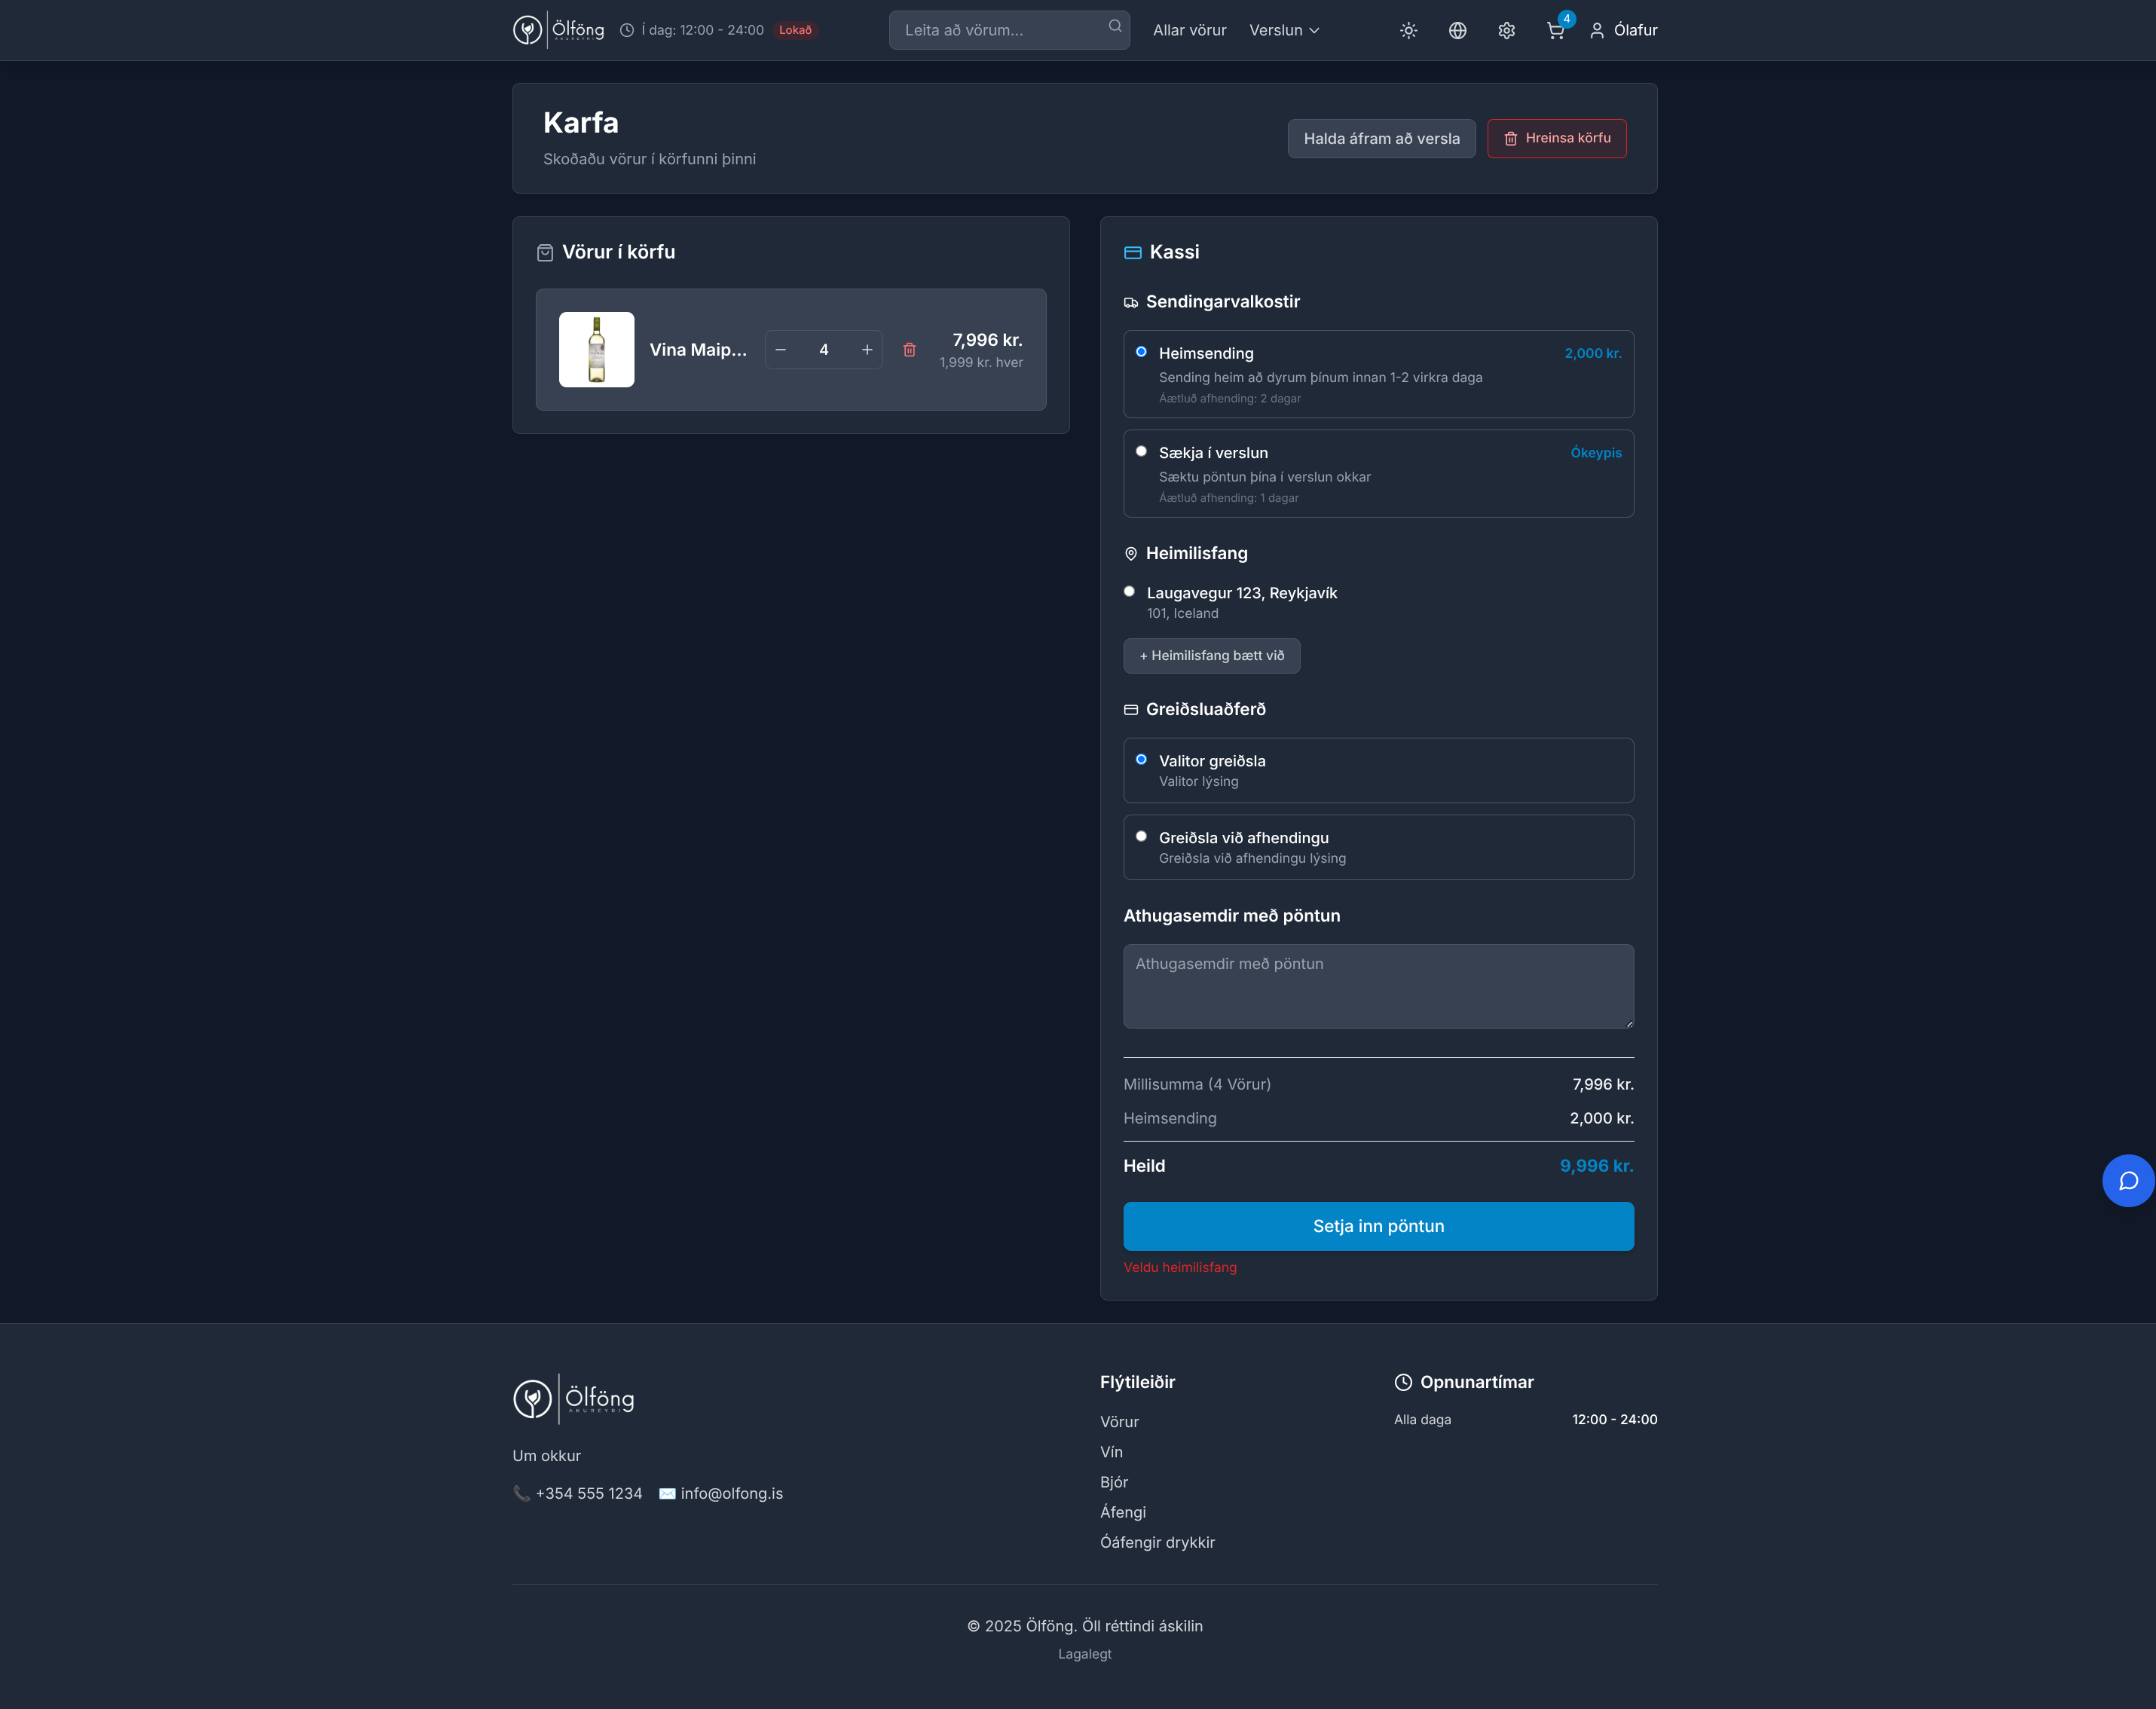 Ölföng
Í dag: 12:00 - 24:00 Lokað
Leita að vörum...
Allar vörur
Verslun
4
Ólafur
Karfa
Skoðaðu vörur í körfunni þinni
Halda áfram að versla
Hreinsa körfu
Vörur í körfu
Vina Maip...
4
7,996 kr.
1,999 kr. hver
Kassi
Sendingarvalkostir
Heimsending 2,000 kr.
Sending heim að dyrum þínum innan 1-2 virkra daga
Áætluð afhending: 2 dagar
Sækja í verslun Ókeypis
Sæktu pöntun þína í verslun okkar
Áætluð afhending: 1 dagar
Heimilisfang
Laugavegur 123, Reykjavík
101, Iceland
+ Heimilisfang bætt við
Greiðsluaðferð
Valitor greiðsla
Valitor lýsing
Greiðsla við afhendingu
Greiðsla við afhendingu lýsing
Athugasemdir með pöntun
Athugasemdir með pöntun
Millisumma (4 Vörur) 7,996 kr.
Heimsending 2,000 kr.
Heild 9,996 kr.
Setja inn pöntun
Veldu heimilisfang
Ölföng
AKUREYRI
Um okkur
+354 555 1234 info@olfong.is
Flýtileiðir
Vörur
Vín
Bjór
Áfengi
Óáfengir drykkir
Opnunartímar
Alla daga 12:00 - 24:00
© 2025 Ölföng. Öll réttindi áskilin
Lagalegt